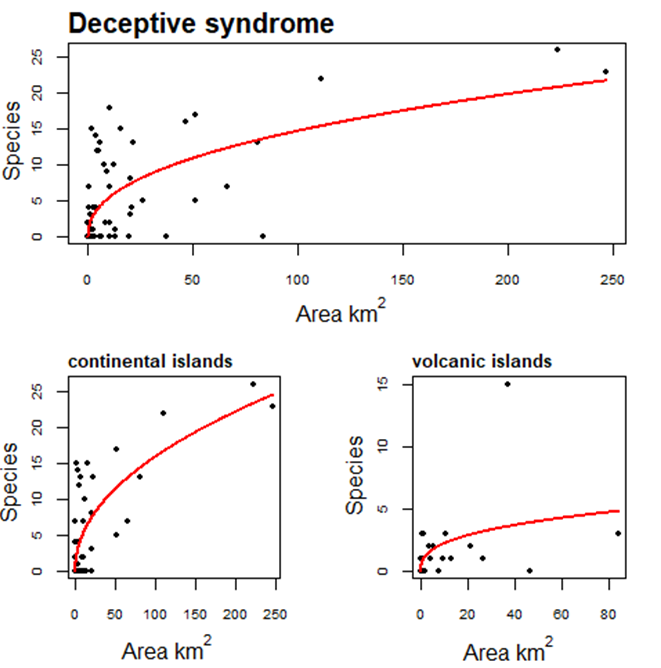 Deceptive syndrome
Species
25
20
15
10
5
0
0 50 100 150 200 250
Area km²
continental islands
Species
25
20
15
10
5
0
0 50 100 150 200 250
Area km²
volcanic islands
Species
15
10
5
0
0 20 40 60 80
Area km²